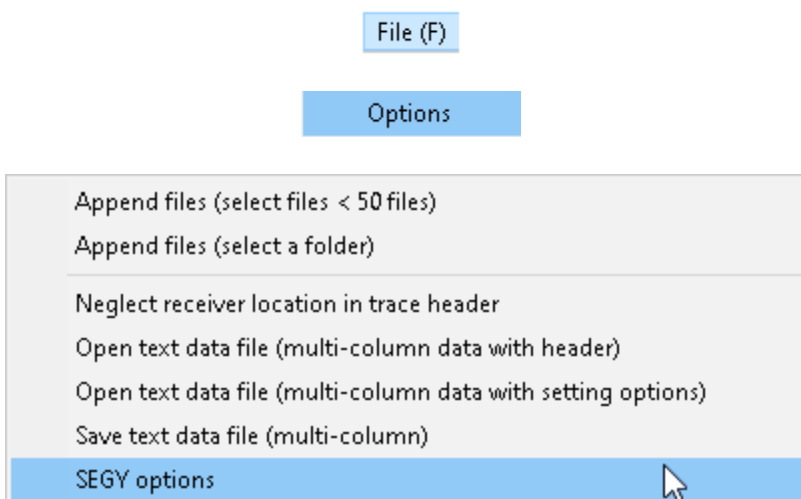 File (F)
Options
Append files (select files < 50 files)
Append files (select a folder)
Neglect receiver location in trace header
Open text data file (multi-column data with header)
Open text data file (multi-column data with setting options)
Save text data file (multi-column)
SEGY options